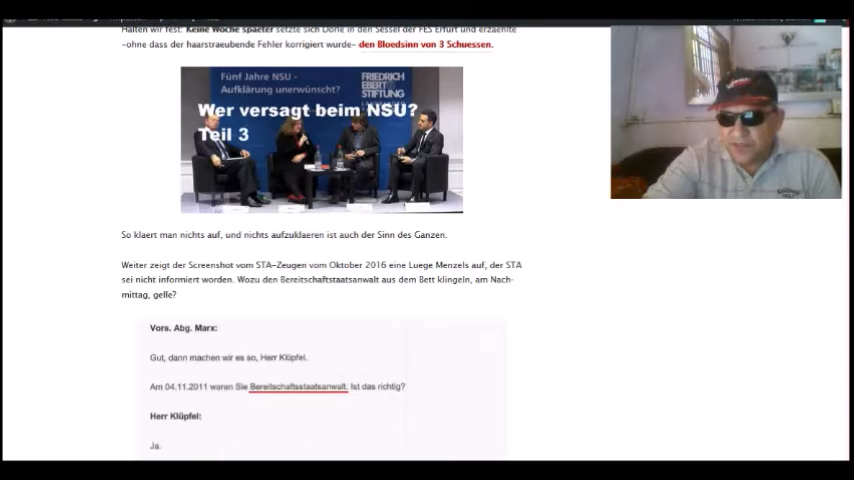 Halten wir fest: Keine Woche spaeter setzte sich Dorle in den Sessel der FES Erfurt und erzaehlte
-ohne dass der haarstraeubende Fehler korrigiert wurde- den Bloedsinn von 3 Schuessen.
Fünf Jahre NSU -
Aufklärung unerwünscht?
FRIEDRICH
EBERT
STIFTUNG
Wer versagt beim NSU?
Teil 3
So klaert man nichts auf, und nichts aufzuklaeren ist auch der Sinn des Ganzen.
Weiter zeigt der Screenshot vom STA-Zeugen vom Oktober 2016 eine Luege Menzels auf, der STA
sei nicht informiert worden. Wozu den Bereitschaftstaatsanwalt aus dem Bett klingeln, am Nach-
mittag, gelle?
Vors. Abg. Marx:
Gut, dann machen wir es so, Herr Klüpfel.
Am 04.11.2011 waren Sie Bereitschaftsstaatsanwalt. Ist das richtig?
Herr Klüpfel:
Ja.